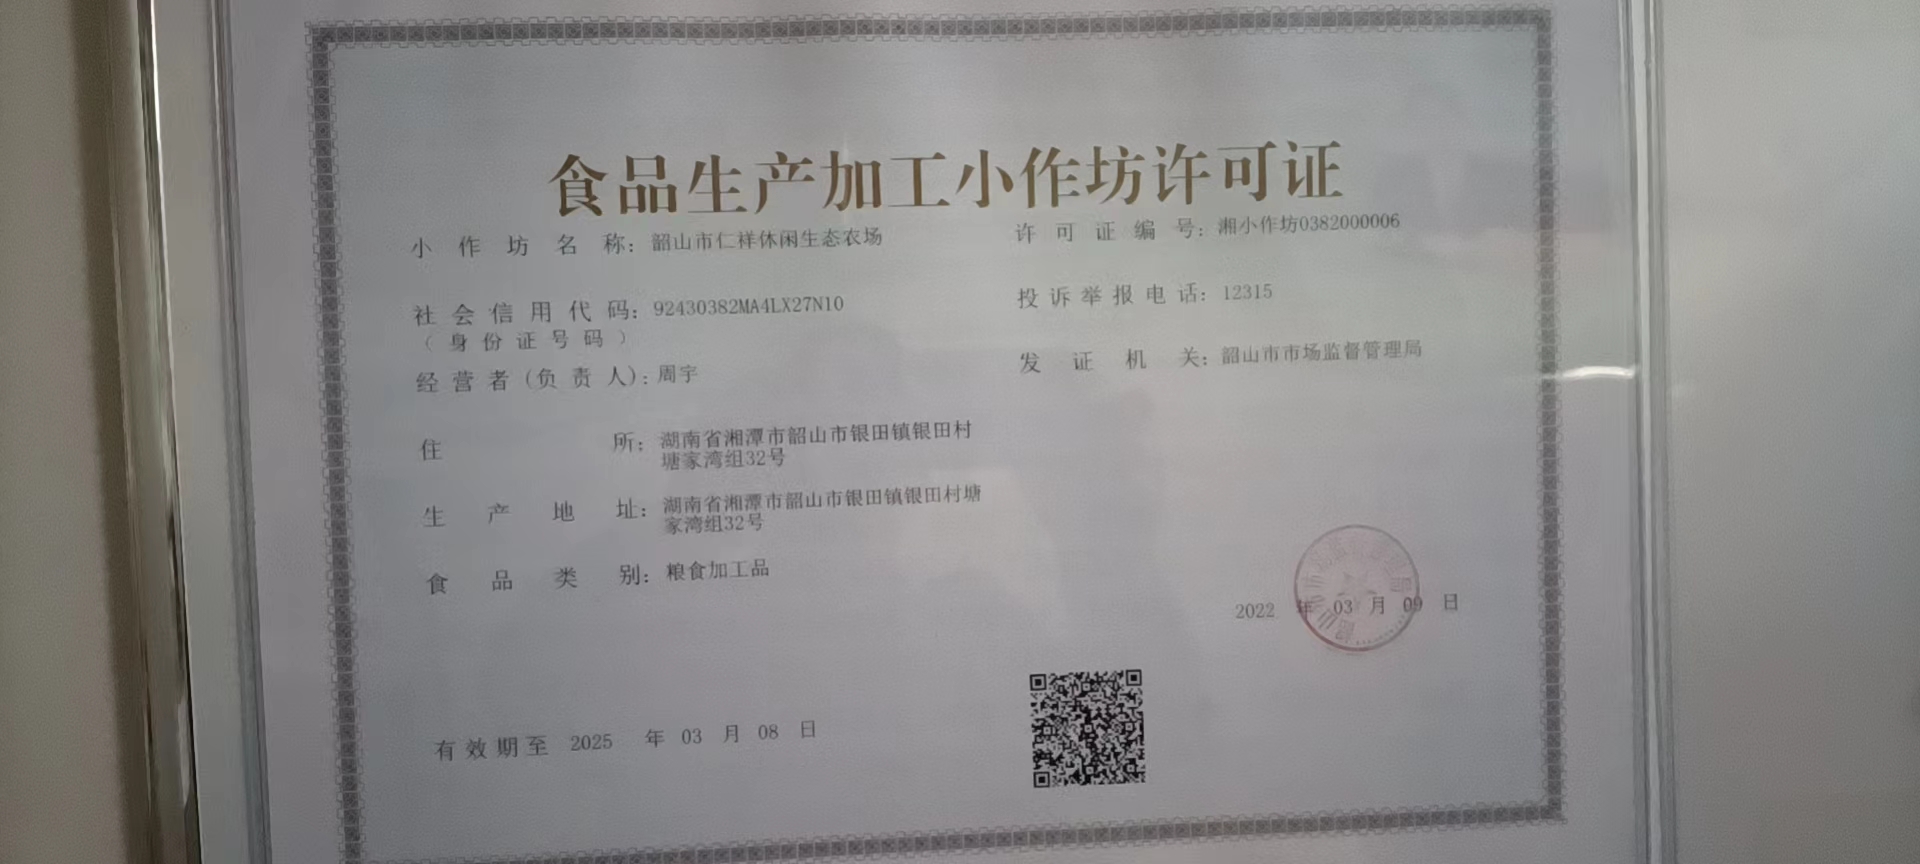 食品生产加工小作坊许可证
小作坊名称：韶山市仁祥休闲生态农场
许可证编号：湘小作坊0382000006
社会信用代码：92430382MA4LX27N10
（身份证号码）
投诉举报电话：12315
经营者(负责人)：周宇
发证机关：韶山市市场监督管理局
住所：湖南省湘潭市韶山市银田镇银田村
塘家湾组32号
生产地址：湖南省湘潭市韶山市银田镇银田村塘
家湾组32号
食品类别：粮食加工品
2022 年 03 月 09 日
有效期至 2025 年 03 月 08 日